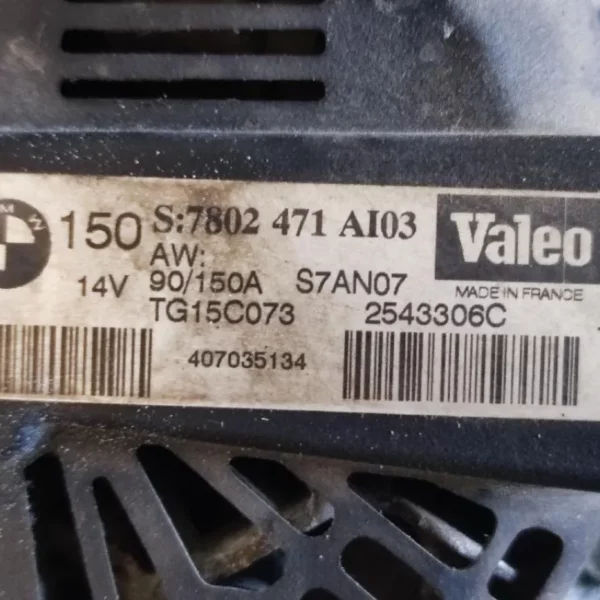 150 S:7802 471 AI03 Valeo
AW:
14V 90/150A S7AN07 MADE IN FRANCE
TG15C073 2543306C
407035134